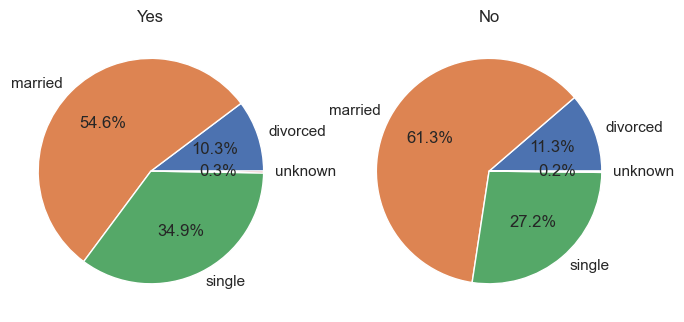 Yes
married
54.6%
divorced
10.3%
unknown
0.3%
34.9%
single
No
married
61.3%
divorced
11.3%
unknown
0.2%
27.2%
single